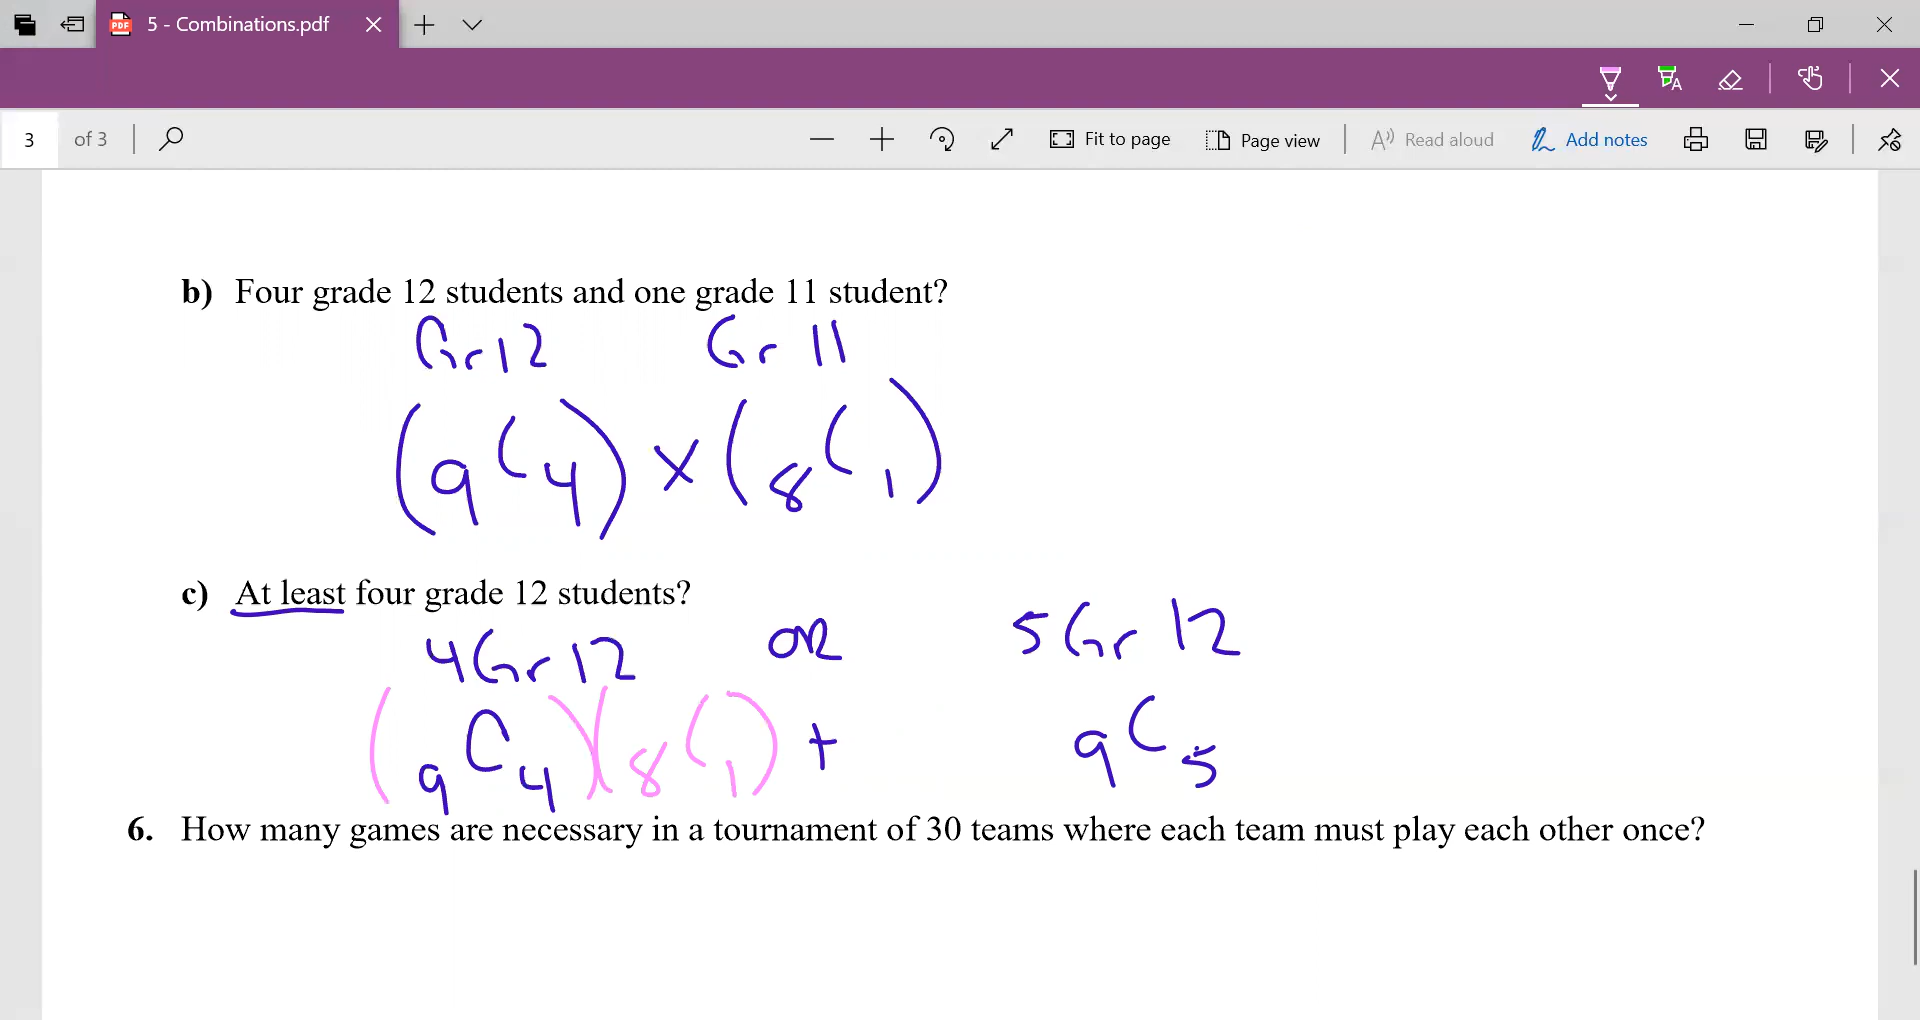 5 - Combinations.pdf
3 of 3 Fit to page Page view Read aloud Add notes
b) Four grade 12 students and one grade 11 student?
Gr 12 Gr 11
(9C4) × (8C1)
c) At least four grade 12 students?
4 Gr 12 OR 5 Gr 12
(9C4)(8C1) + 9C5
6. How many games are necessary in a tournament of 30 teams where each team must play each other once?